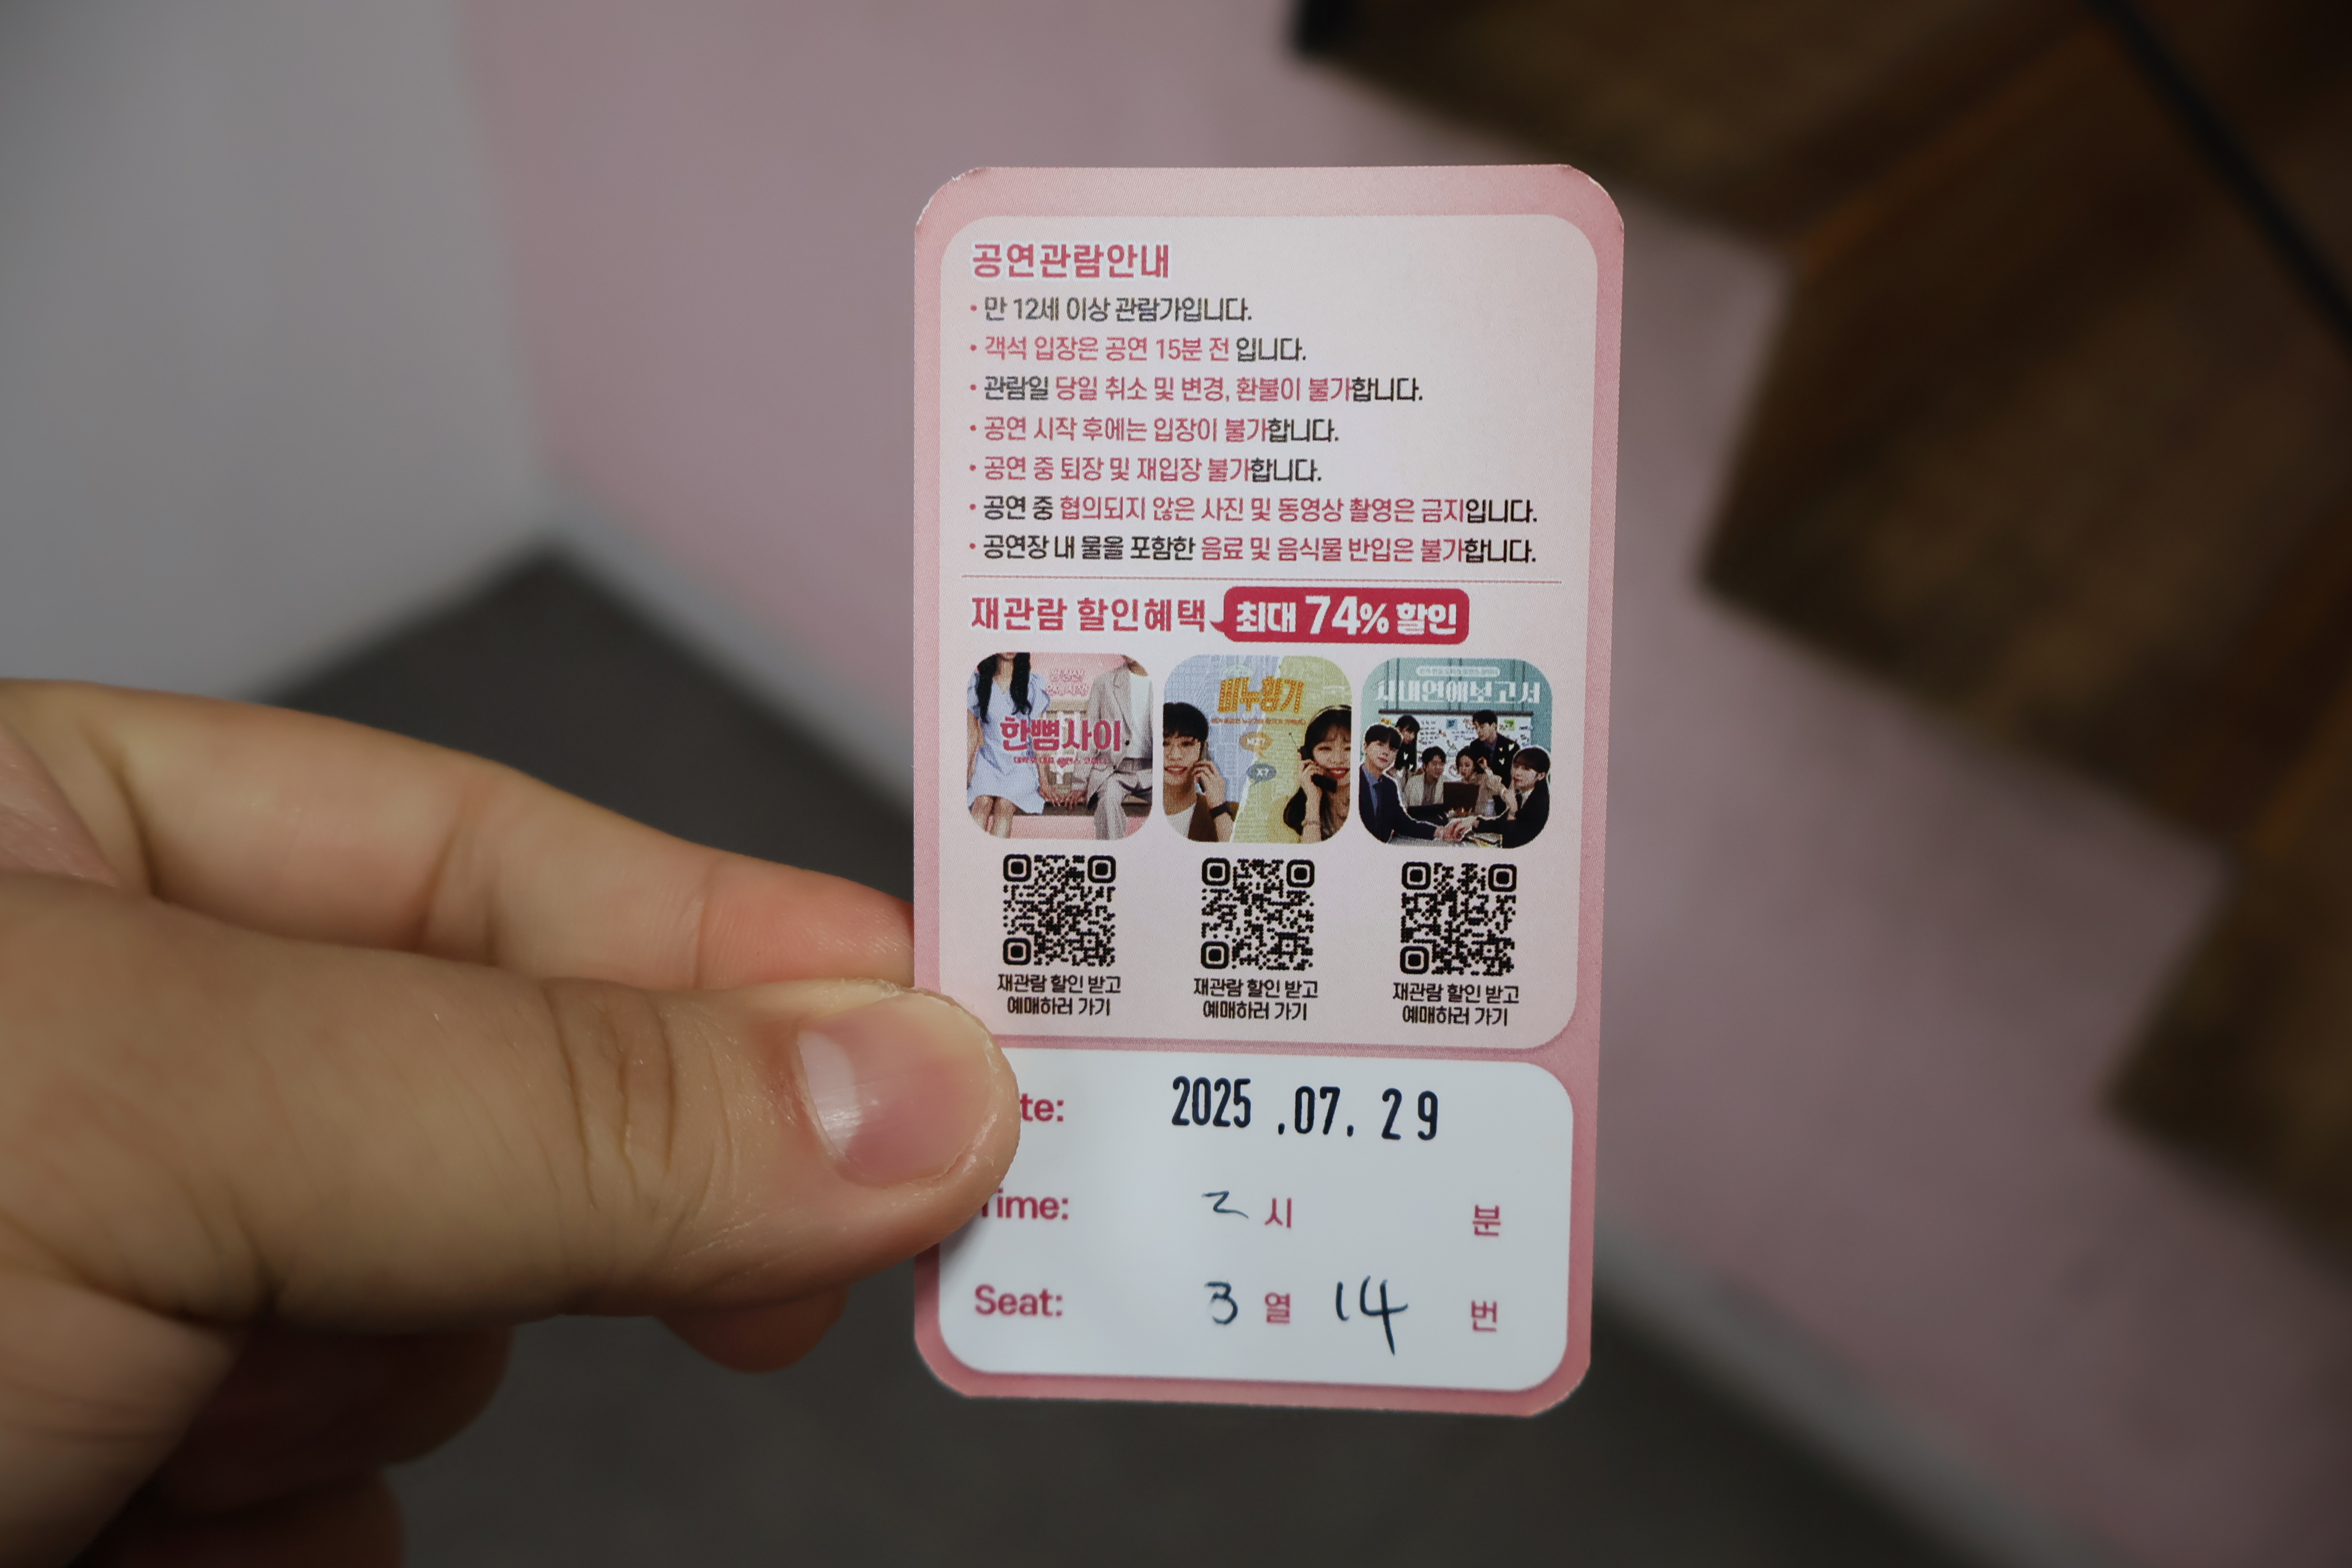 공연관람안내
• 만 12세 이상 관람가입니다.
• 객석 입장은 공연 15분 전 입니다.
• 관람일 당일 취소 및 변경, 환불이 불가합니다.
• 공연 시작 후에는 입장이 불가합니다.
• 공연 중 퇴장 및 재입장 불가합니다.
• 공연 중 협의되지 않은 사진 및 동영상 촬영은 금지입니다.
• 공연장 내 물을 포함한 음료 및 음식물 반입은 불가합니다.
재관람 할인혜택 최대 74% 할인
한뼘사이
비누향기
사내연애보고서
재관람 할인 받고
예매하러 가기
재관람 할인 받고
예매하러 가기
재관람 할인 받고
예매하러 가기
te: 2025 .07. 29
Time: 2 시 분
Seat: 3 열 14 번